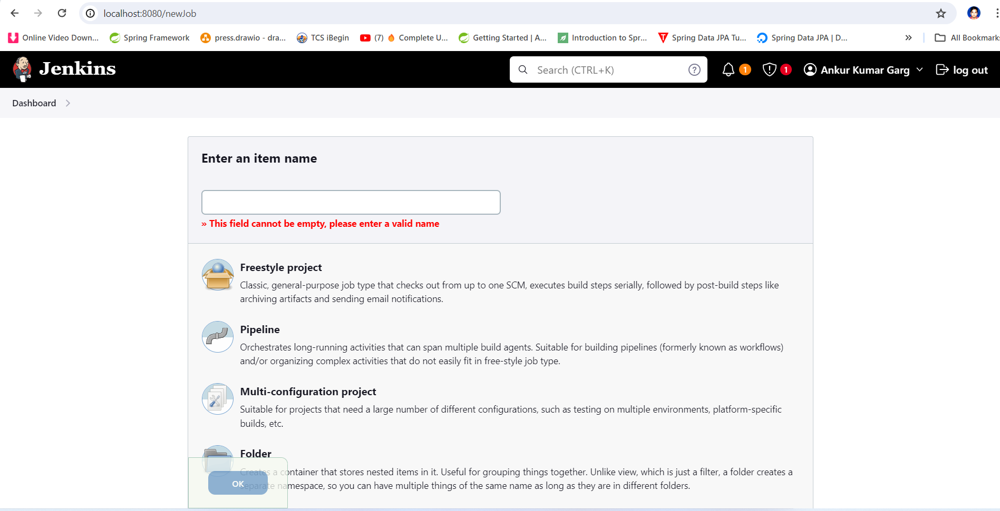 localhost:8080/newJob
Online Video Down... Spring Framework press.drawio - dra... TCS iBegin (7) Complete U... Getting Started | A... Introduction to Spr... Spring Data JPA Tu... Spring Data JPA | D... » All Bookmarks
Jenkins Search (CTRL+K) ? 1 1 Ankur Kumar Garg log out
Dashboard
Enter an item name
» This field cannot be empty, please enter a valid name
Freestyle project
Classic, general-purpose job type that checks out from up to one SCM, executes build steps serially, followed by post-build steps like
archiving artifacts and sending email notifications.
Pipeline
Orchestrates long-running activities that can span multiple build agents. Suitable for building pipelines (formerly known as workflows)
and/or organizing complex activities that do not easily fit in free-style job type.
Multi-configuration project
Suitable for projects that need a large number of different configurations, such as testing on multiple environments, platform-specific
builds, etc.
Folder
Creates a container that stores nested items in it. Useful for grouping things together. Unlike view, which is just a filter, a folder creates a
separate namespace, so you can have multiple things of the same name as long as they are in different folders.
OK